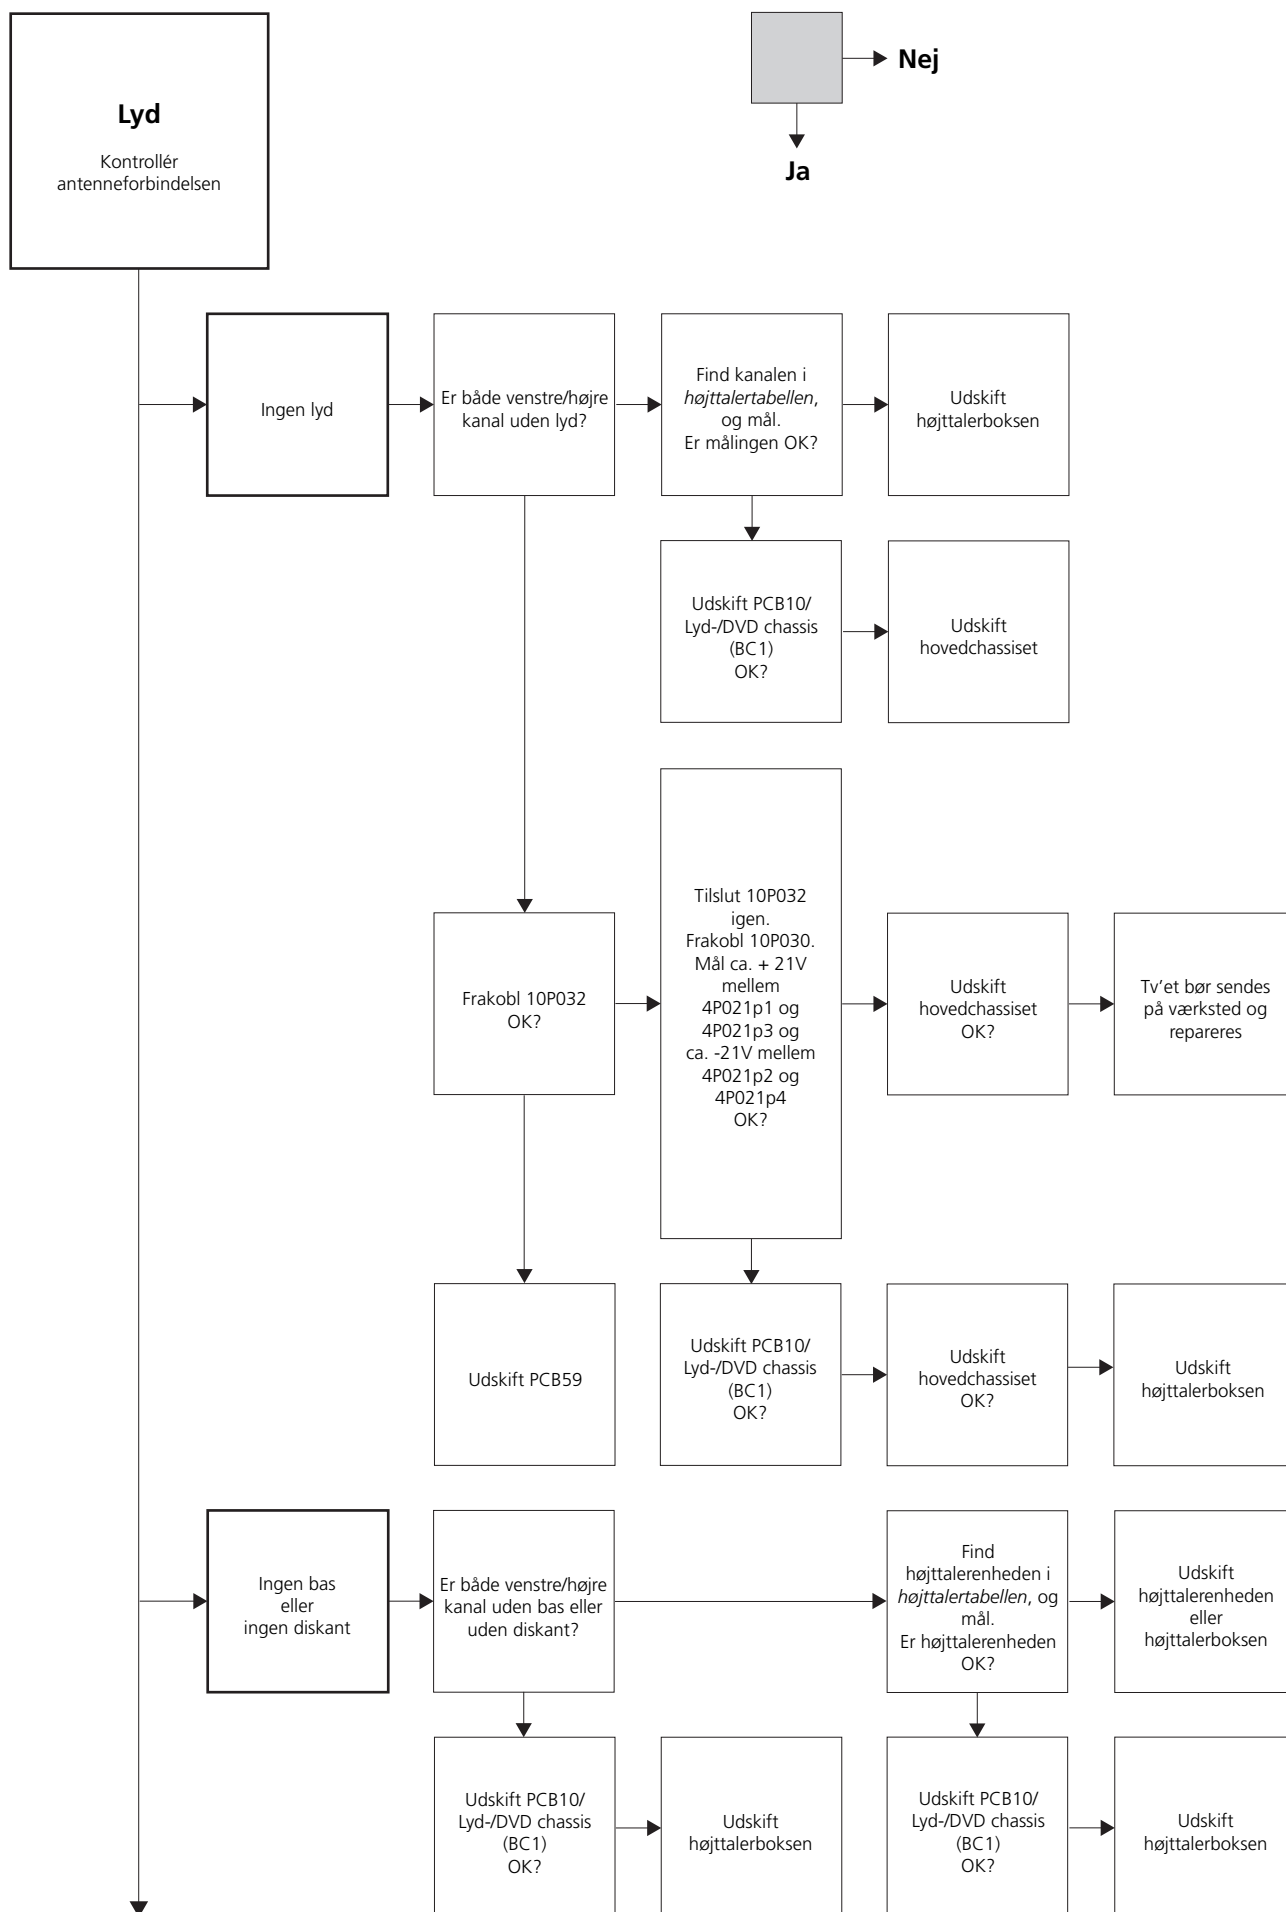 Lyd
Kontrollér
antenneforbindelsen
Nej
Ja
Ingen lyd
Er både venstre/højre
kanal uden lyd?
Find kanalen i
højttalertabellen,
og mål.
Er målingen OK?
Udskift
højttalerboksen
Udskift PCB10/
Lyd-/DVD chassis
(BC1)
OK?
Udskift
hovedchassiset
Frakobl 10P032
OK?
Tilslut 10P032
igen.
Frakobl 10P030.
Mål ca. + 21V
mellem
4P021p1 og
4P021p3 og
ca. -21V mellem
4P021p2 og
4P021p4
OK?
Udskift
hovedchassiset
OK?
Tv'et bør sendes
på værksted og
repareres
Udskift PCB59
Udskift PCB10/
Lyd-/DVD chassis
(BC1)
OK?
Udskift
hovedchassiset
OK?
Udskift
højttalerboksen
Ingen bas
eller
ingen diskant
Er både venstre/højre
kanal uden bas eller
uden diskant?
Find
højttalerenheden i
højttalertabellen, og
mål.
Er højttalerenheden
OK?
Udskift
højttalerenheden
eller
højttalerboksen
Udskift PCB10/
Lyd-/DVD chassis
(BC1)
OK?
Udskift
højttalerboksen
Udskift PCB10/
Lyd-/DVD chassis
(BC1)
OK?
Udskift
højttalerboksen